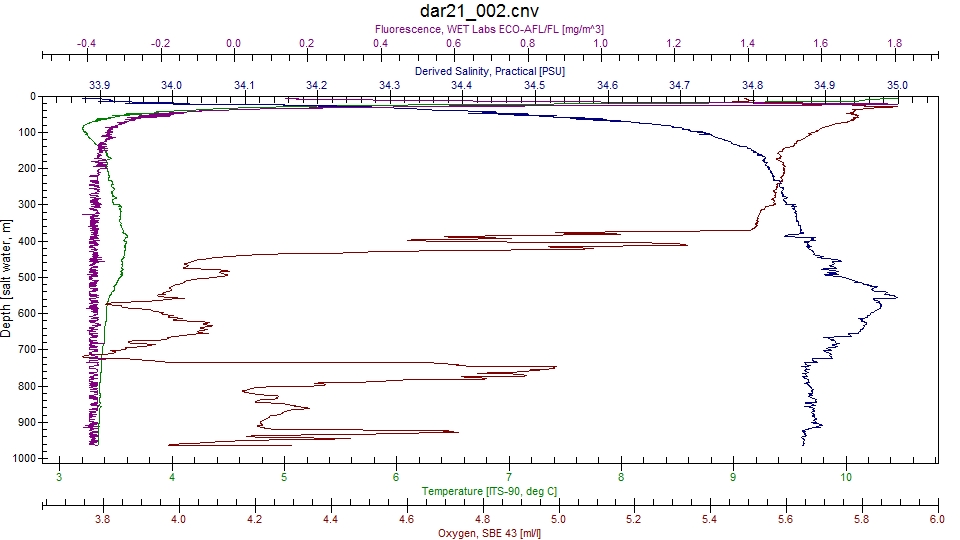 dar21_002.cnv
Fluorescence, WET Labs ECO-AFL/FL [mg/m^3]
-0.4 -0.2 0.0 0.2 0.4 0.6 0.8 1.0 1.2 1.4 1.6 1.8
Derived Salinity, Practical [PSU]
33.9 34.0 34.1 34.2 34.3 34.4 34.5 34.6 34.7 34.8 34.9 35.0
0
100
200
300
400
500
600
700
800
900
1000
Depth [salt water, m]
3 4 5 6 7 8 9 10
Temperature [ITS-90, deg C]
3.8 4.0 4.2 4.4 4.6 4.8 5.0 5.2 5.4 5.6 5.8 6.0
Oxygen, SBE 43 [ml/l]